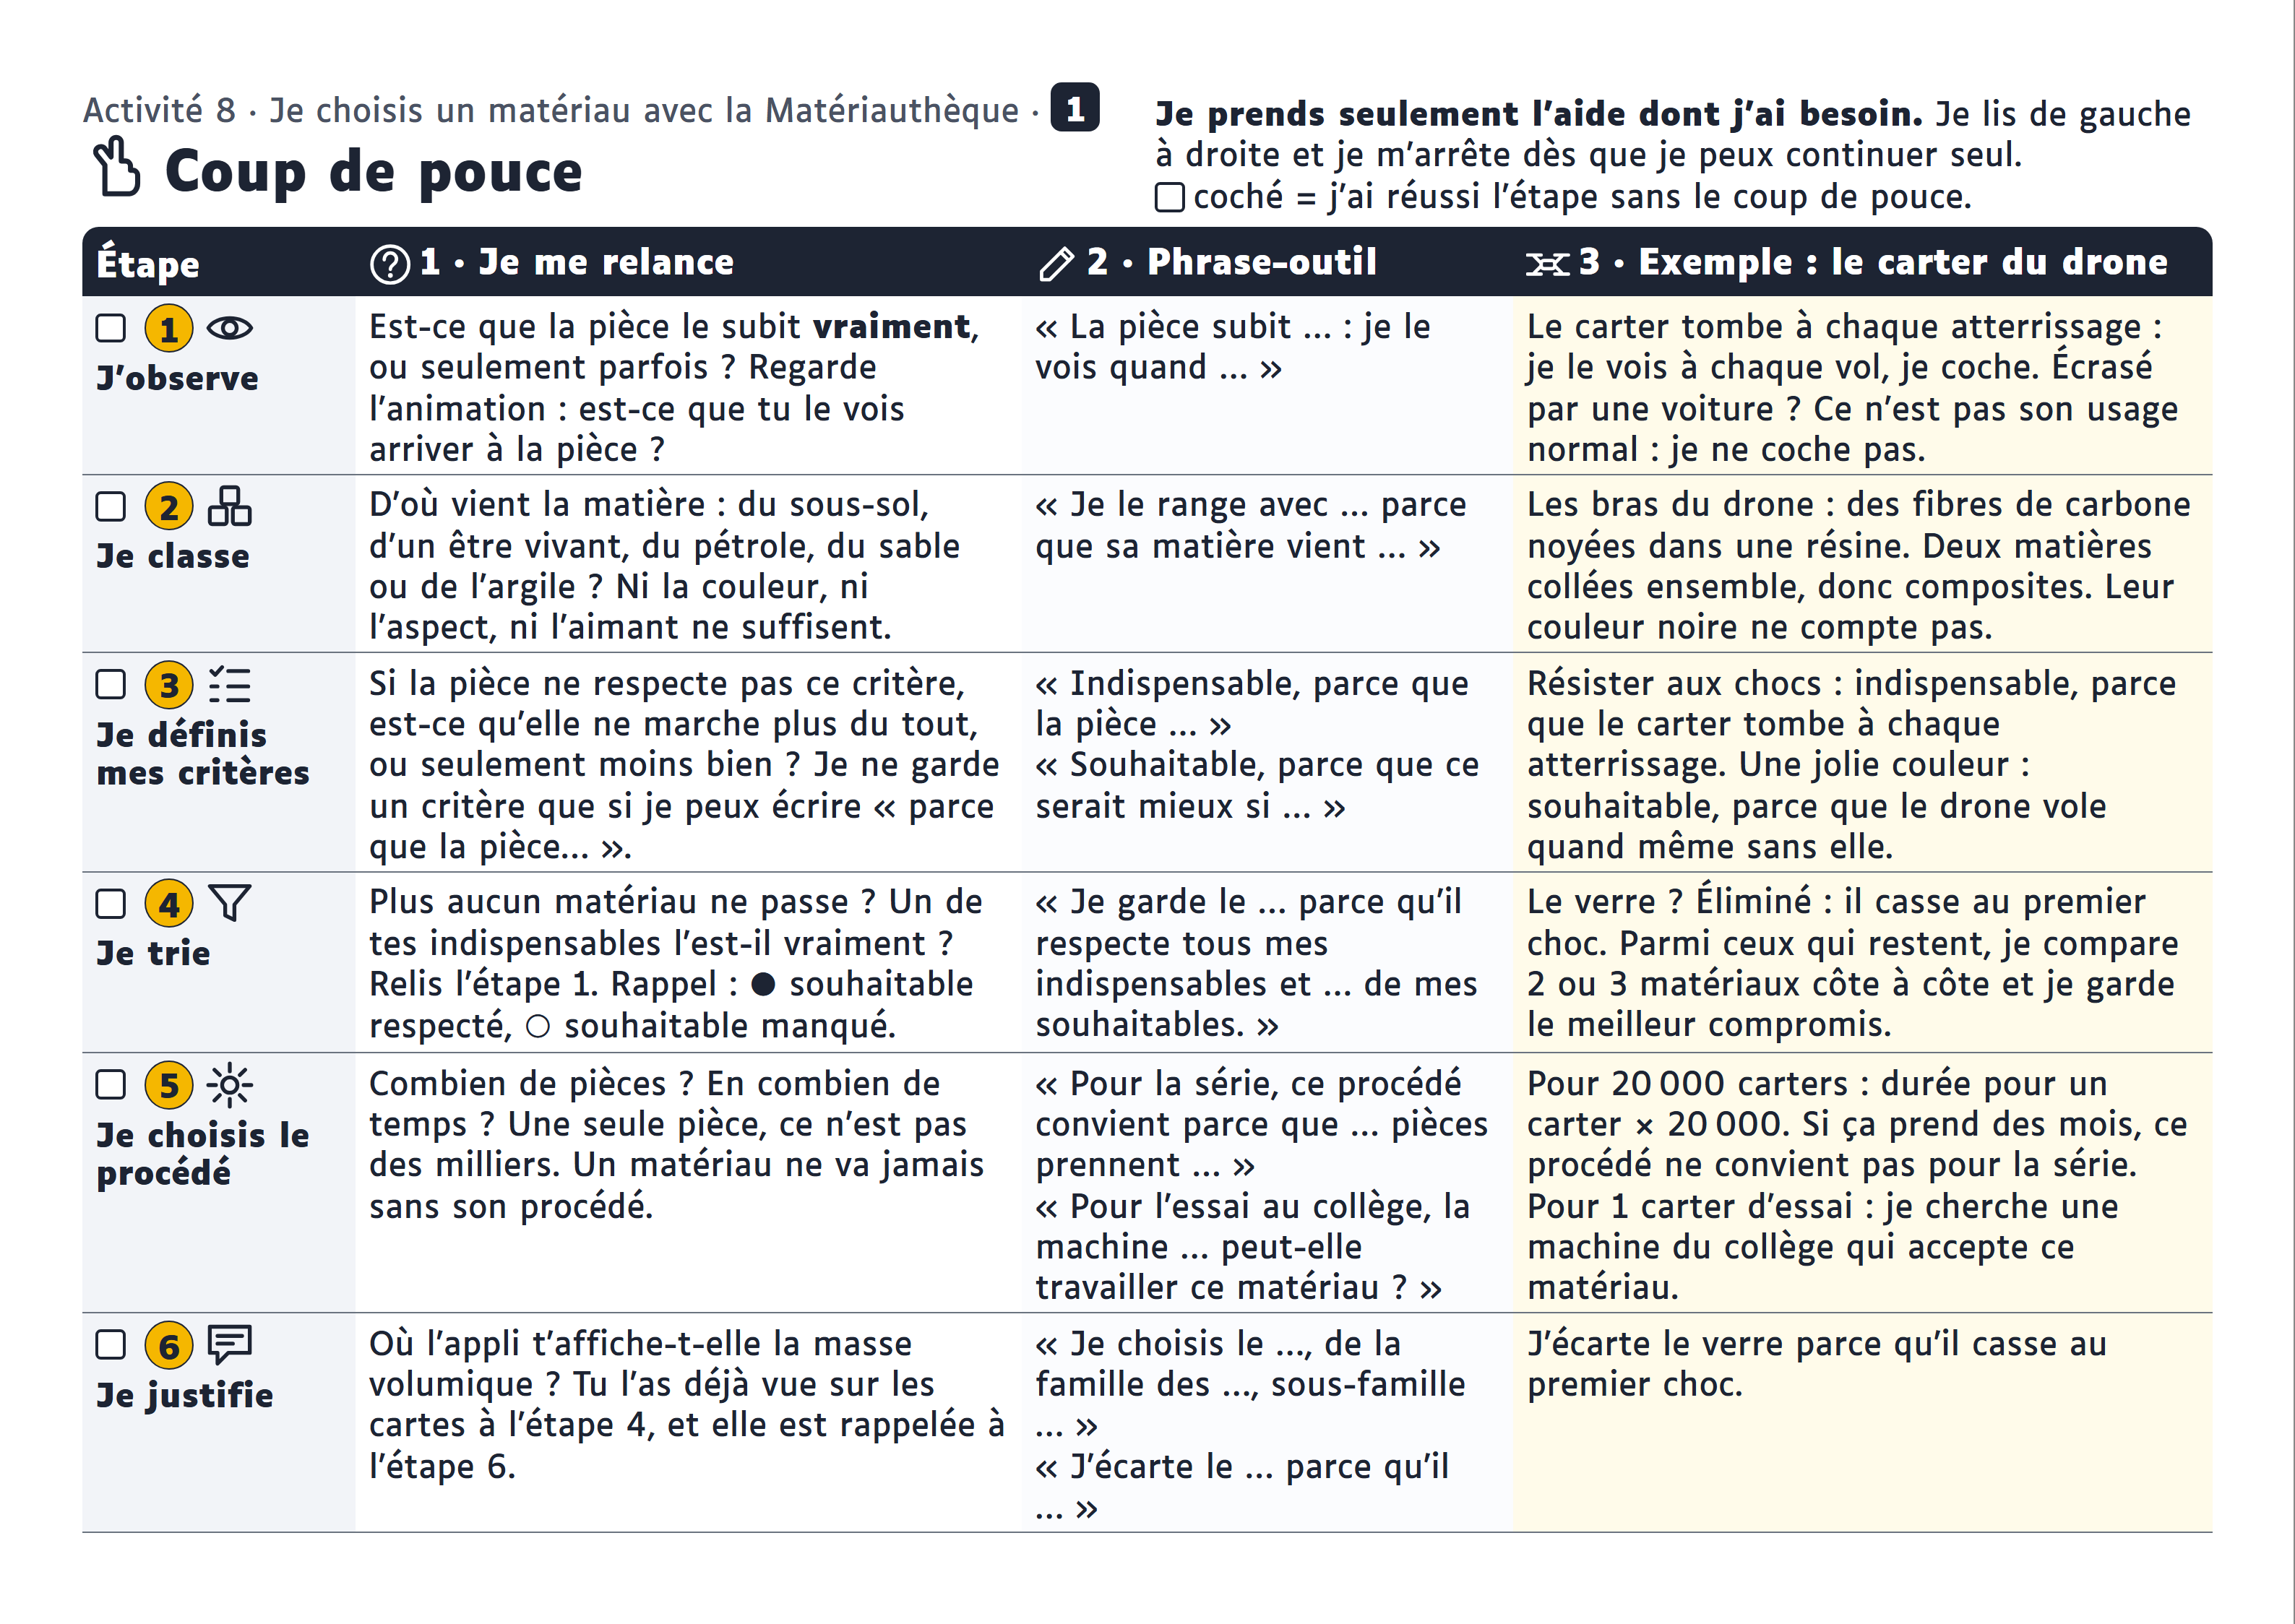 Activité 8 · Je choisis un matériau avec la Matériauthèque · 1
Coup de pouce
Je prends seulement l’aide dont j’ai besoin. Je lis de gauche
à droite et je m’arrête dès que je peux continuer seul.
coché = j’ai réussi l’étape sans le coup de pouce.
Étape
1 · Je me relance
2 · Phrase-outil
3 · Exemple : le carter du drone
1
J’observe
Est-ce que la pièce le subit vraiment,
ou seulement parfois ? Regarde
l’animation : est-ce que tu le vois
arriver à la pièce ?
« La pièce subit … : je le
vois quand … »
Le carter tombe à chaque atterrissage :
je le vois à chaque vol, je coche. Écrasé
par une voiture ? Ce n’est pas son usage
normal : je ne coche pas.
2
Je classe
D’où vient la matière : du sous-sol,
d’un être vivant, du pétrole, du sable
ou de l’argile ? Ni la couleur, ni
l’aspect, ni l’aimant ne suffisent.
« Je le range avec … parce
que sa matière vient … »
Les bras du drone : des fibres de carbone
noyées dans une résine. Deux matières
collées ensemble, donc composites. Leur
couleur noire ne compte pas.
3
Je définis
mes critères
Si la pièce ne respecte pas ce critère,
est-ce qu’elle ne marche plus du tout,
ou seulement moins bien ? Je ne garde
un critère que si je peux écrire « parce
que la pièce… ».
« Indispensable, parce que
la pièce … »
« Souhaitable, parce que ce
serait mieux si … »
Résister aux chocs : indispensable, parce
que le carter tombe à chaque
atterrissage. Une jolie couleur :
souhaitable, parce que le drone vole
quand même sans elle.
4
Je trie
Plus aucun matériau ne passe ? Un de
tes indispensables l’est-il vraiment ?
Relis l’étape 1. Rappel : ● souhaitable
respecté, ○ souhaitable manqué.
« Je garde le … parce qu’il
respecte tous mes
indispensables et … de mes
souhaitables. »
Le verre ? Éliminé : il casse au premier
choc. Parmi ceux qui restent, je compare
2 ou 3 matériaux côte à côte et je garde
le meilleur compromis.
5
Je choisis le
procédé
Combien de pièces ? En combien de
temps ? Une seule pièce, ce n’est pas
des milliers. Un matériau ne va jamais
sans son procédé.
« Pour la série, ce procédé
convient parce que … pièces
prennent … »
« Pour l’essai au collège, la
machine … peut-elle
travailler ce matériau ? »
Pour 20 000 carters : durée pour un
carter × 20 000. Si ça prend des mois, ce
procédé ne convient pas pour la série.
Pour 1 carter d’essai : je cherche une
machine du collège qui accepte ce
matériau.
6
Je justifie
Où l’appli t’affiche-t-elle la masse
volumique ? Tu l’as déjà vue sur les
cartes à l’étape 4, et elle est rappelée à
l’étape 6.
« Je choisis le …, de la
famille des …, sous-famille
… »
« J’écarte le … parce qu’il
… »
J’écarte le verre parce qu’il casse au
premier choc.